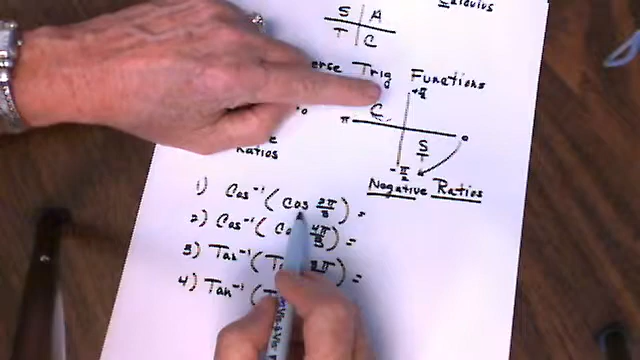 Calculus
S A
T C
erse Trig Functions
+π/2
C
π
0
S
T
-π/2
Ratios
Negative Ratios
1) Cos⁻¹ ( Cos 2π/3 ) =
2) Cos⁻¹ ( Co 4π/3 ) =
3) Tan⁻¹ ( T π ) =
4) Tan⁻¹ ( T